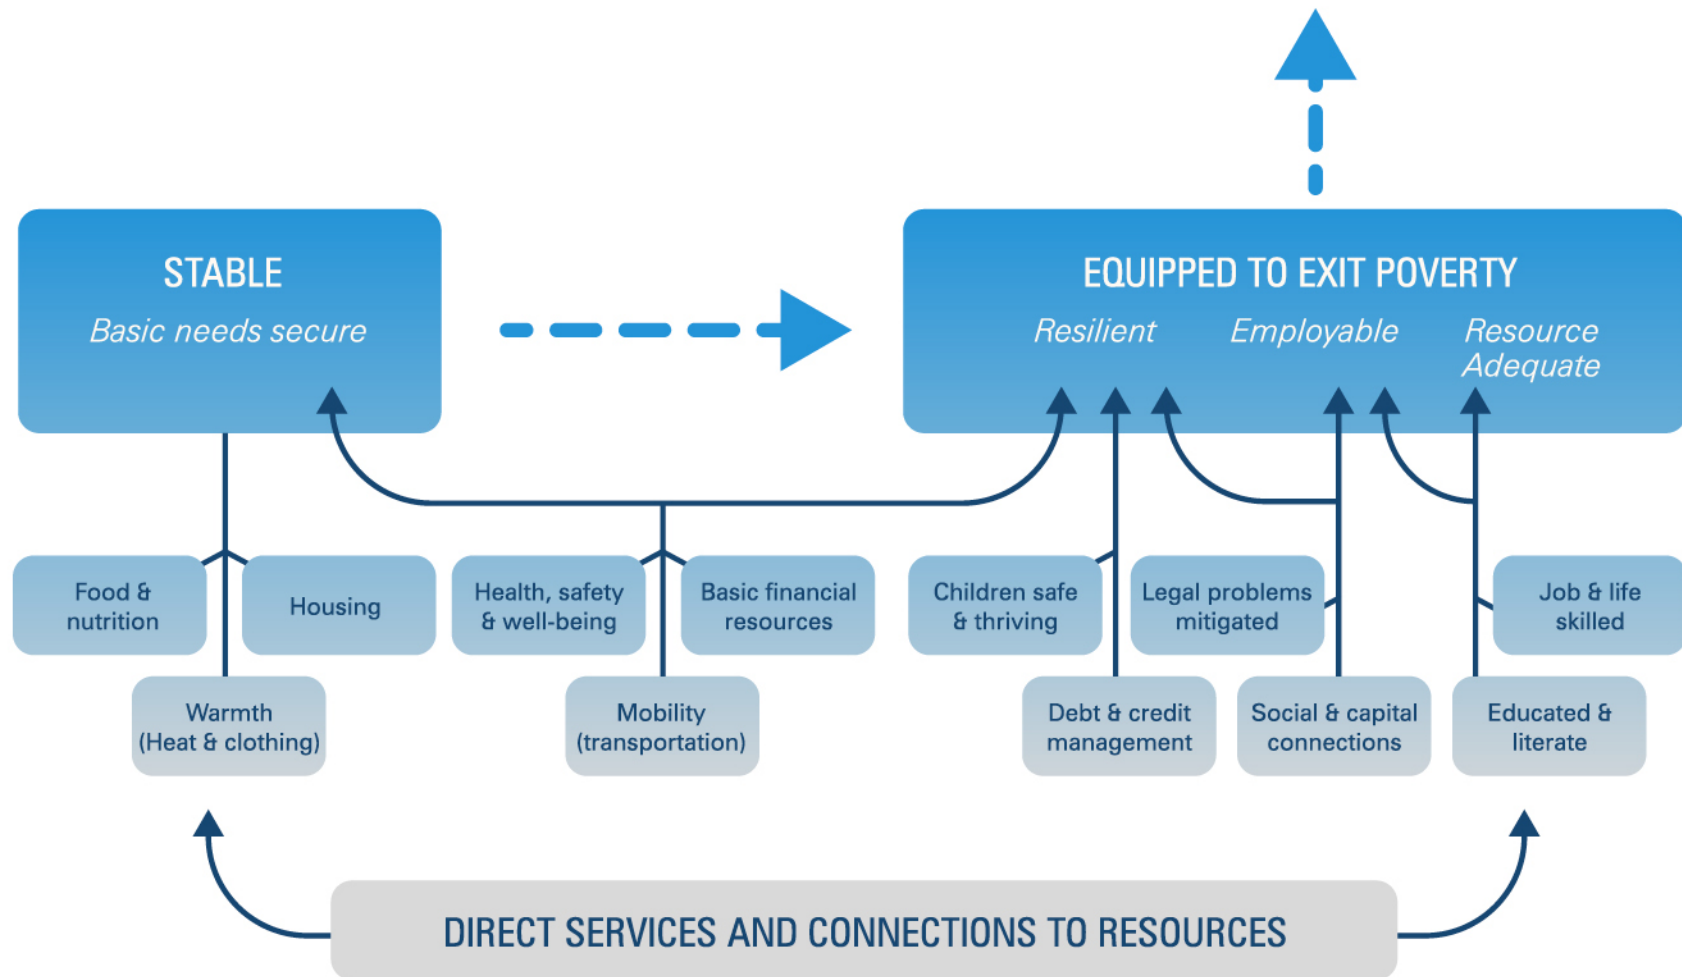 STABLE
Basic needs secure
EQUIPPED TO EXIT POVERTY
Resilient
Employable
Resource
Adequate
Food &
nutrition
Housing
Health, safety
& well-being
Basic financial
resources
Children safe
& thriving
Legal problems
mitigated
Job & life
skilled
Warmth
(Heat & clothing)
Mobility
(transportation)
Debt & credit
management
Social & capital
connections
Educated &
literate
DIRECT SERVICES AND CONNECTIONS TO RESOURCES